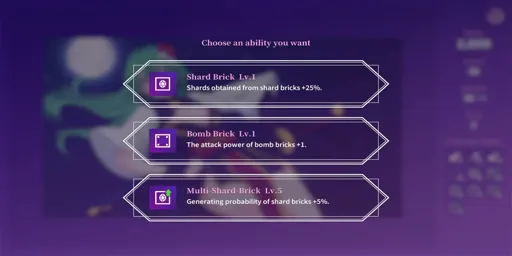 Choose an ability you want
Shard Brick Lv.1
Shards obtained from shard bricks +25%.
Bomb Brick Lv.1
The attack power of bomb bricks +1.
Multi-Shard-Brick Lv.5
Generating probability of shard bricks +5%.